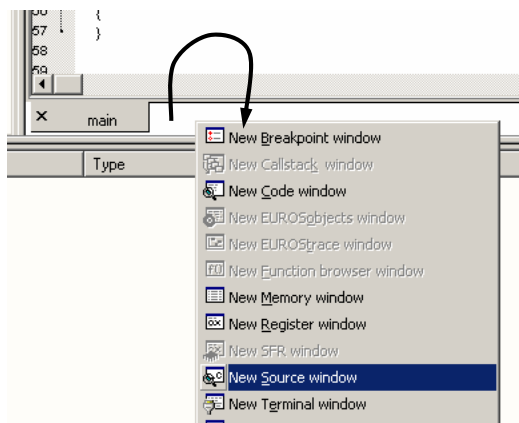 {
57 }
58
59
× main
Type
New Breakpoint window
New Callstack window
New Code window
New EUROSobjects window
New EUROStrace window
New Function browser window
New Memory window
New Register window
New SFR window
New Source window
New Terminal window